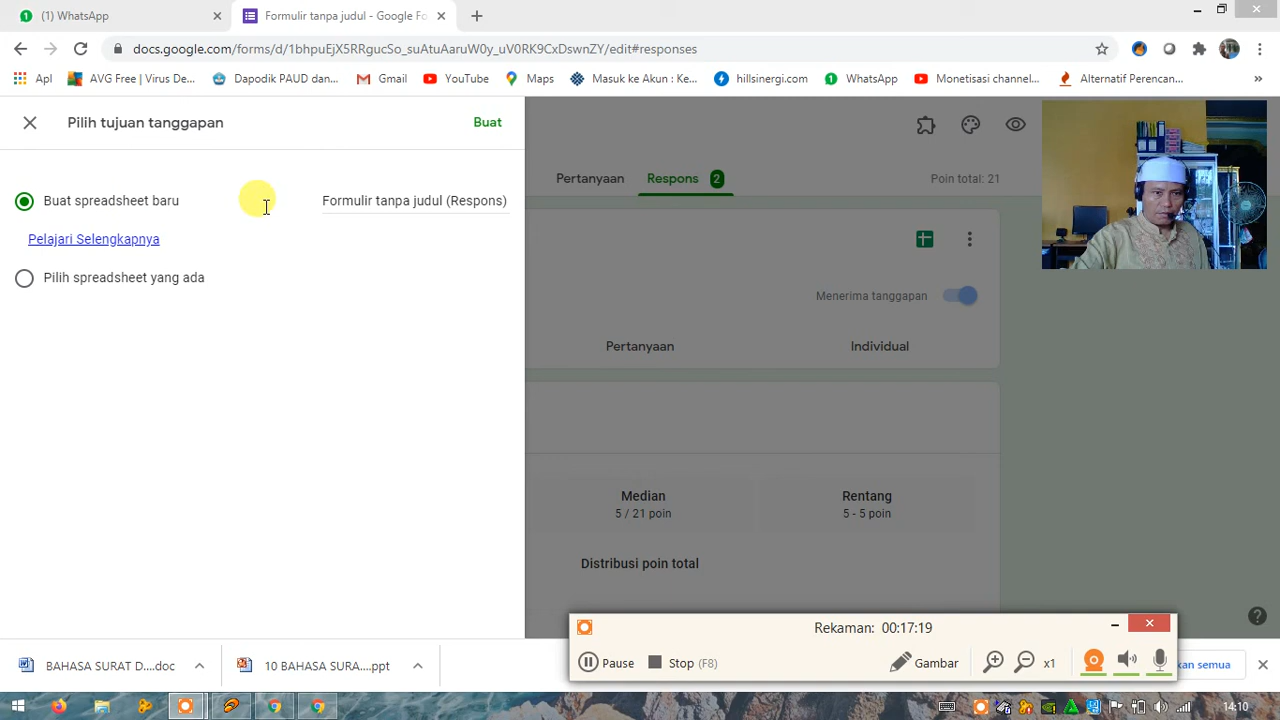 (1) WhatsApp
Formulir tanpa judul - Google Fo
docs.google.com/forms/d/1bhpuEjX5RRgucSo_suAtuAaruW0y_uV0RK9CxDswnZY/edit#responses
Apl
AVG Free | Virus De...
Dapodik PAUD dan...
Gmail
YouTube
Maps
Masuk ke Akun : Ke...
hillsinergi.com
WhatsApp
Monetisasi channel...
Alternatif Perencan...
»
Pilih tujuan tanggapan
Buat
Buat spreadsheet baru
Formulir tanpa judul (Respons)
Pelajari Selengkapnya
Pilih spreadsheet yang ada
Pertanyaan
Respons 2
Poin total: 21
Menerima tanggapan
Pertanyaan
Individual
Median
5 / 21 poin
Rentang
5 - 5 poin
Distribusi poin total
Rekaman: 00:17:19
Pause
Stop (F8)
Gambar
x1
BAHASA SURAT D....doc
10 BAHASA SURA....ppt
kan semua
14:10